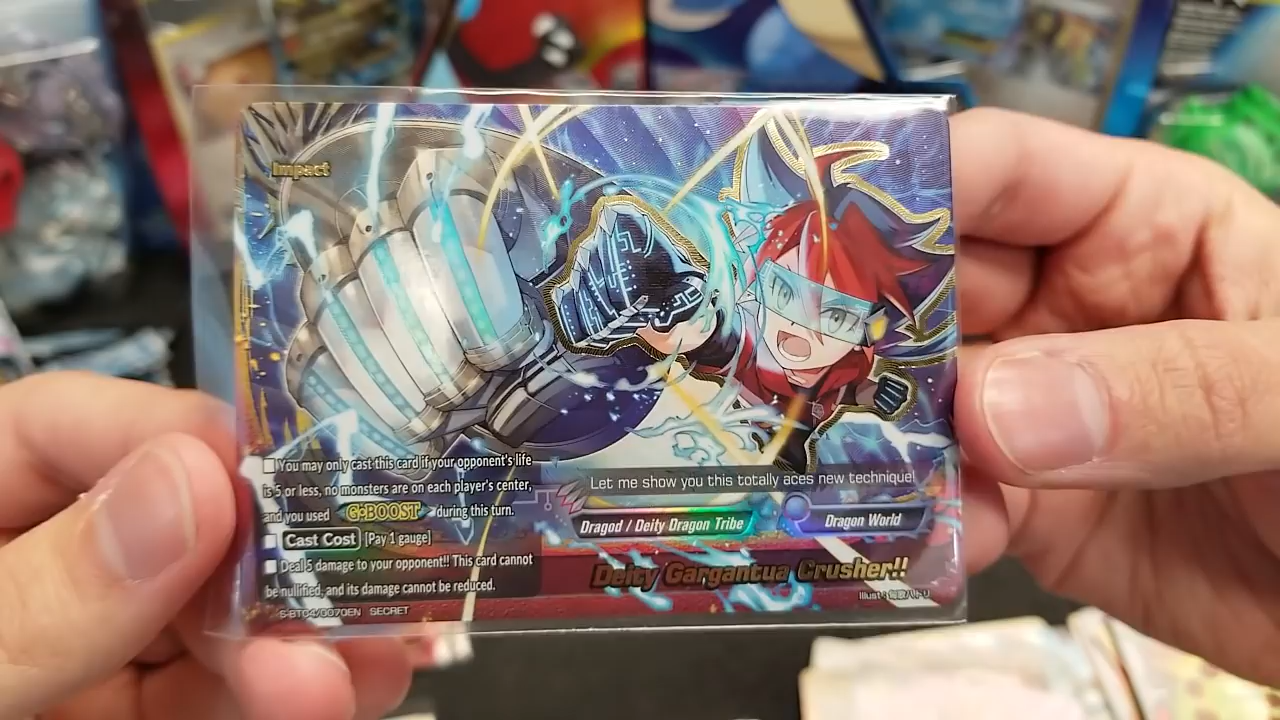 Impact
■You may only cast this card if your opponent's life
is 5 or less, no monsters are on each player's center,
and you used G•BOOST during this turn.
■ Cast Cost [Pay 1 gauge]
■ Deal 5 damage to your opponent!! This card cannot
be nullified, and its damage cannot be reduced.
S-BT04/0070EN SECRET
Let me show you this totally aces new technique!
Dragod / Deity Dragon Tribe
Dragon World
Deity Gargantua Crusher!!
Illust: